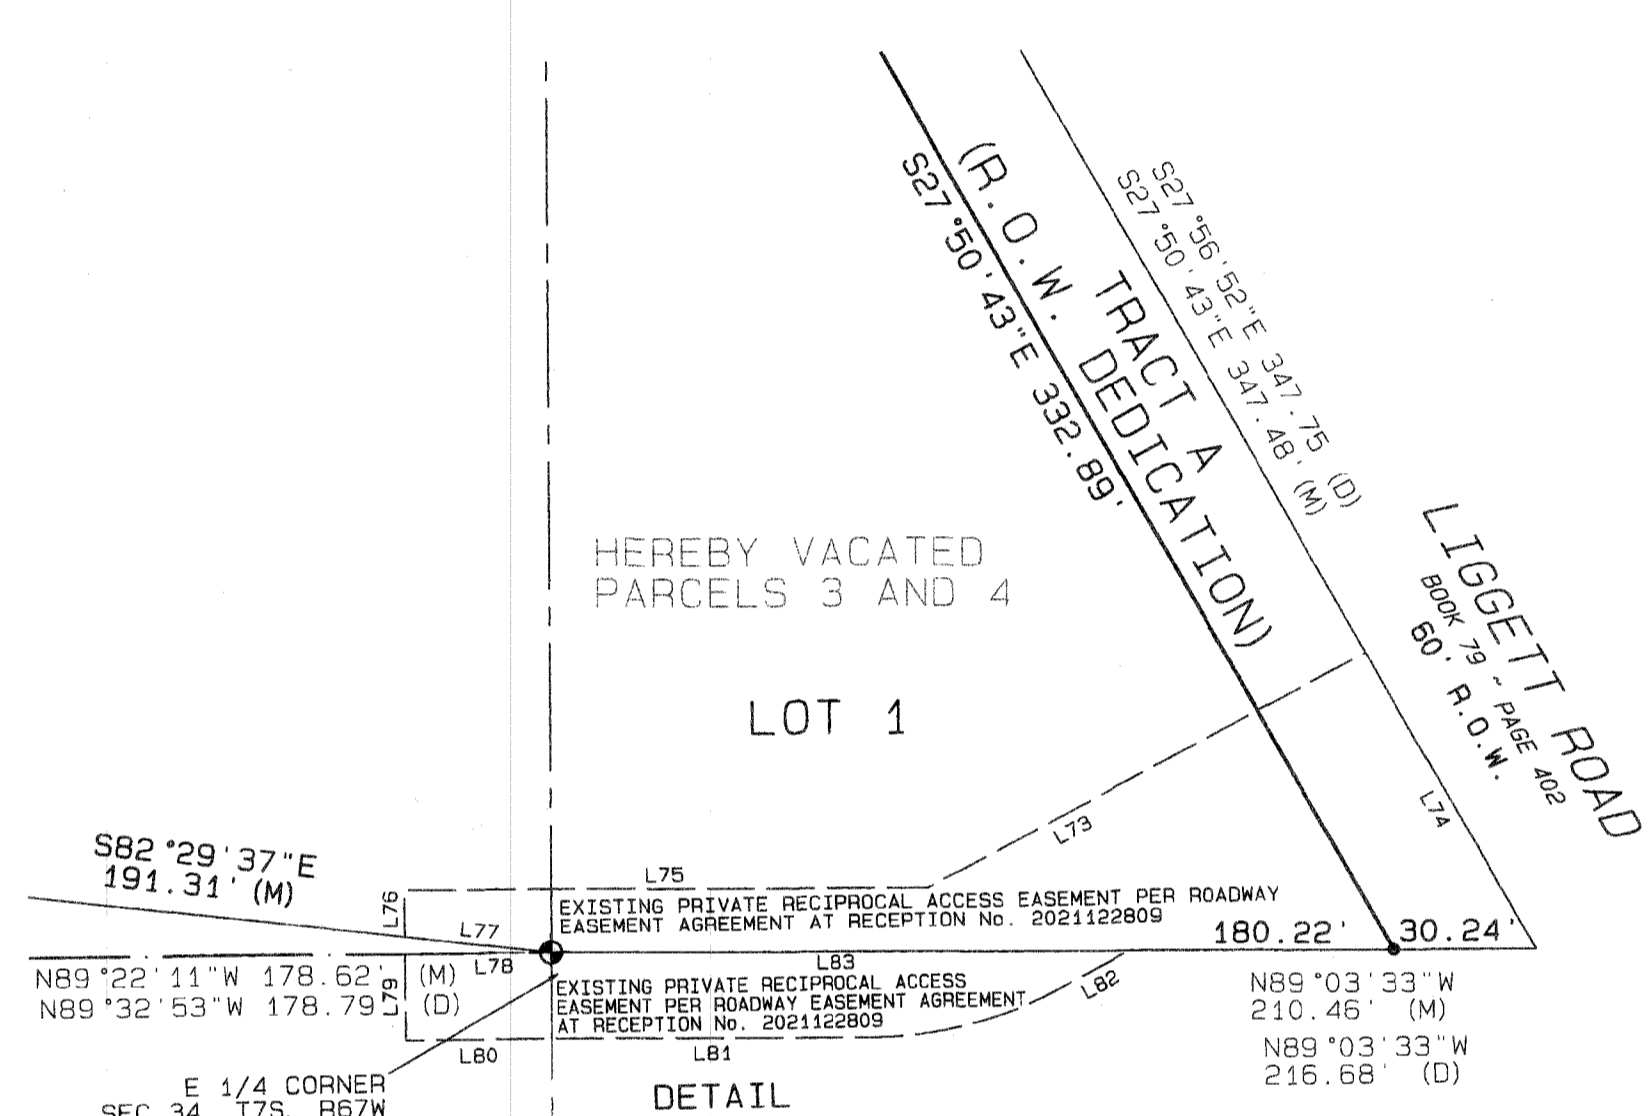 (R.O.W. DEDICATION)
TRACT A
S27°50'43"E 332.89'
S27°56'52"E 347.75 (D)
S27°50'43"E 347.48' (M)
LIGGETT ROAD
BOOK 79 ~ PAGE 402
60' R.O.W.
HEREBY VACATED
PARCELS 3 AND 4
LOT 1
L73
L74
S82°29'37"E
191.31' (M)
L75
L76
L77
EXISTING PRIVATE RECIPROCAL ACCESS EASEMENT PER ROADWAY
EASEMENT AGREEMENT AT RECEPTION No. 2021122809
180.22'
30.24'
N89°22'11"W 178.62' (M)
N89°32'53"W 178.79' (D)
L78
L79
L83
L82
EXISTING PRIVATE RECIPROCAL ACCESS
EASEMENT PER ROADWAY EASEMENT AGREEMENT
AT RECEPTION No. 2021122809
N89°03'33"W
210.46' (M)
N89°03'33"W
216.68' (D)
L80
L81
E 1/4 CORNER
SEC 34, T7S, R67W
DETAIL